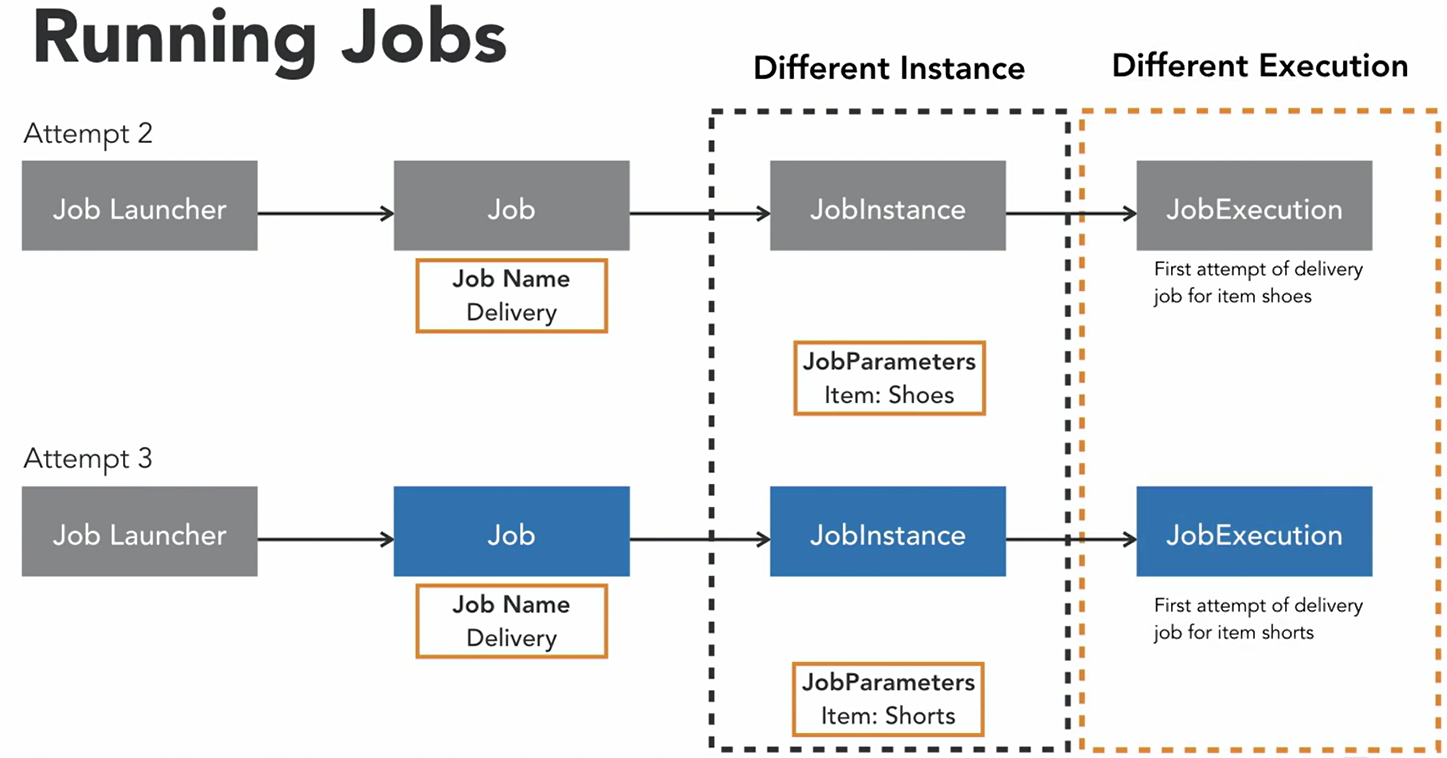 Running Jobs
Different Instance
Different Execution
Attempt 2
Job Launcher
Job
JobInstance
JobExecution
Job Name
Delivery
First attempt of delivery
job for item shoes
JobParameters
Item: Shoes
Attempt 3
Job Launcher
Job
JobInstance
JobExecution
Job Name
Delivery
First attempt of delivery
job for item shorts
JobParameters
Item: Shorts